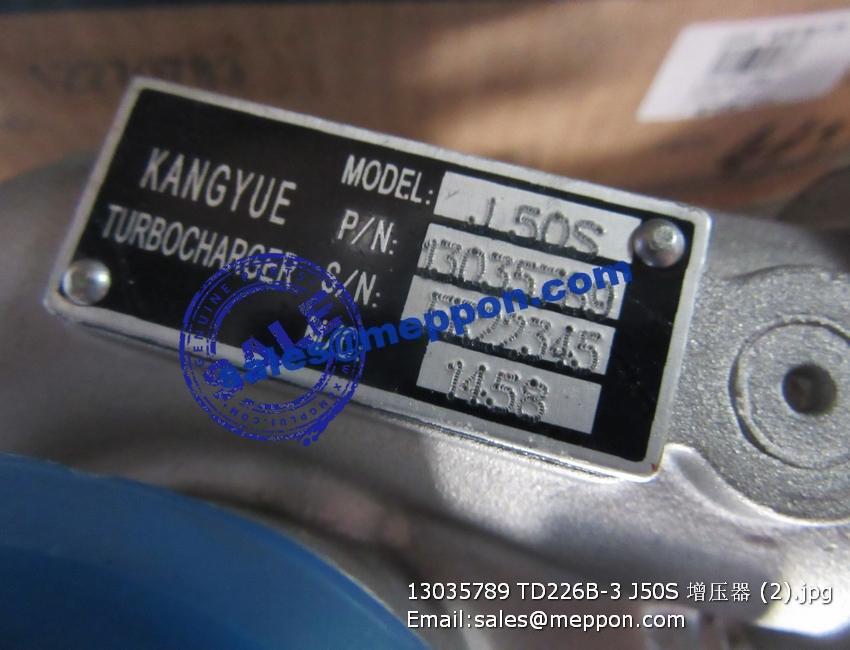 KANGYUE
TURBOCHARGER
MODEL: J50S
P/N: 13035789
S/N:
1458
sales@meppon.com
SALE
13035789 TD226B-3 J50S 增压器 (2).jpg
Email:sales@meppon.com